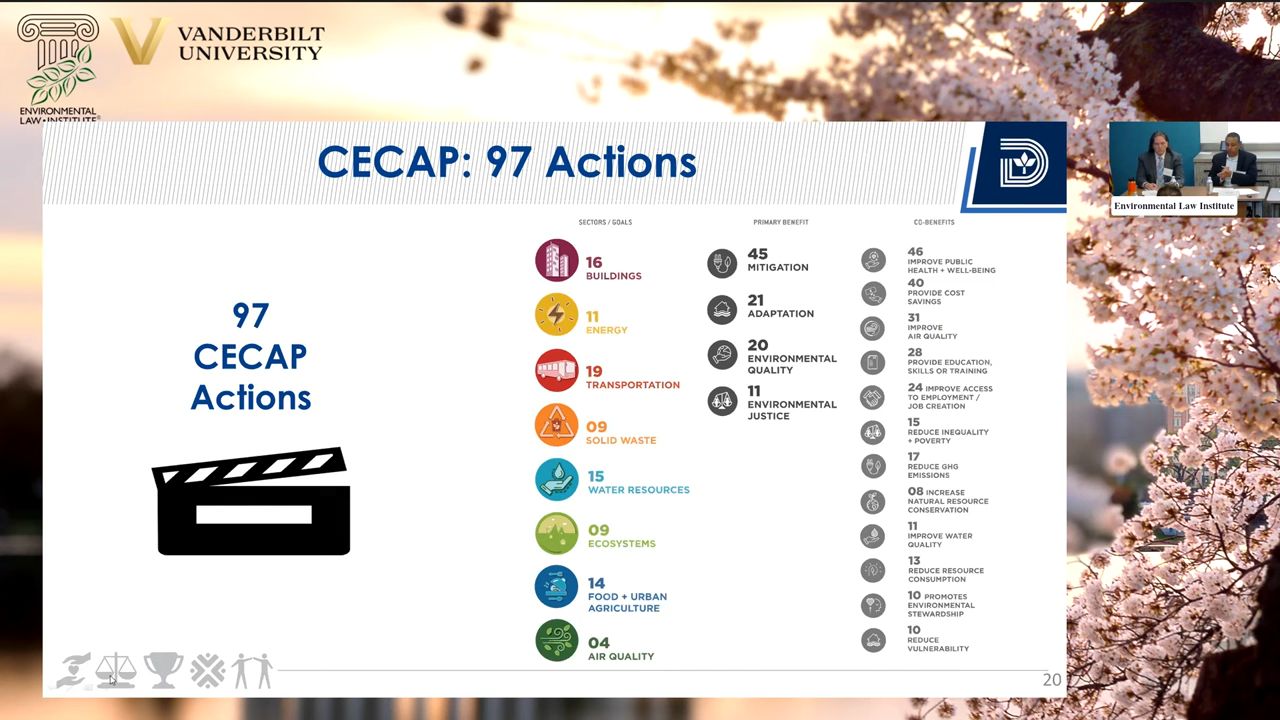 ENVIRONMENTAL
LAW•INSTITUTE®
VANDERBILT
UNIVERSITY
CECAP: 97 Actions
Environmental Law Institute
97
CECAP
Actions
SECTORS / GOALS
16
BUILDINGS
11
ENERGY
19
TRANSPORTATION
09
SOLID WASTE
15
WATER RESOURCES
09
ECOSYSTEMS
14
FOOD + URBAN
AGRICULTURE
04
AIR QUALITY
PRIMARY BENEFIT
45
MITIGATION
21
ADAPTATION
20
ENVIRONMENTAL
QUALITY
11
ENVIRONMENTAL
JUSTICE
CO-BENEFITS
46
IMPROVE PUBLIC
HEALTH + WELL-BEING
40
PROVIDE COST
SAVINGS
31
IMPROVE
AIR QUALITY
28
PROVIDE EDUCATION,
SKILLS OR TRAINING
24 IMPROVE ACCESS
TO EMPLOYMENT /
JOB CREATION
15
REDUCE INEQUALITY
+ POVERTY
17
REDUCE GHG
EMISSIONS
08 INCREASE
NATURAL RESOURCE
CONSERVATION
11
IMPROVE WATER
QUALITY
13
REDUCE RESOURCE
CONSUMPTION
10 PROMOTES
ENVIRONMENTAL
STEWARDSHIP
10
REDUCE
VULNERABILITY
20